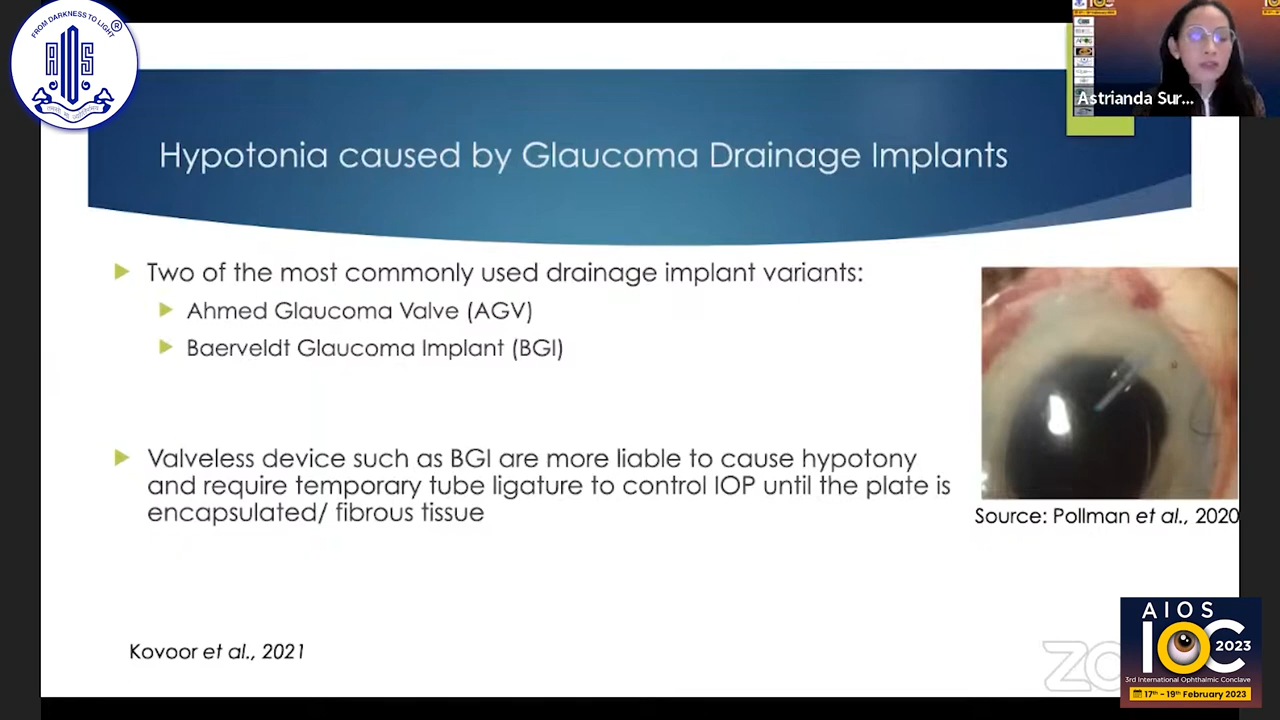 FROM DARKNESS TO LIGHT
®
AIOS
Astrianda Sur...
Hypotonia caused by Glaucoma Drainage Implants
Two of the most commonly used drainage implant variants:
Ahmed Glaucoma Valve (AGV)
Baerveldt Glaucoma Implant (BGI)
Valveless device such as BGI are more liable to cause hypotony
and require temporary tube ligature to control IOP until the plate is
encapsulated/ fibrous tissue
Source: Pollman et al., 2020
Kovoor et al., 2021
ZO
AIOS
IOC
2023
3rd International Ophthalmic Conclave
17th - 19th February 2023